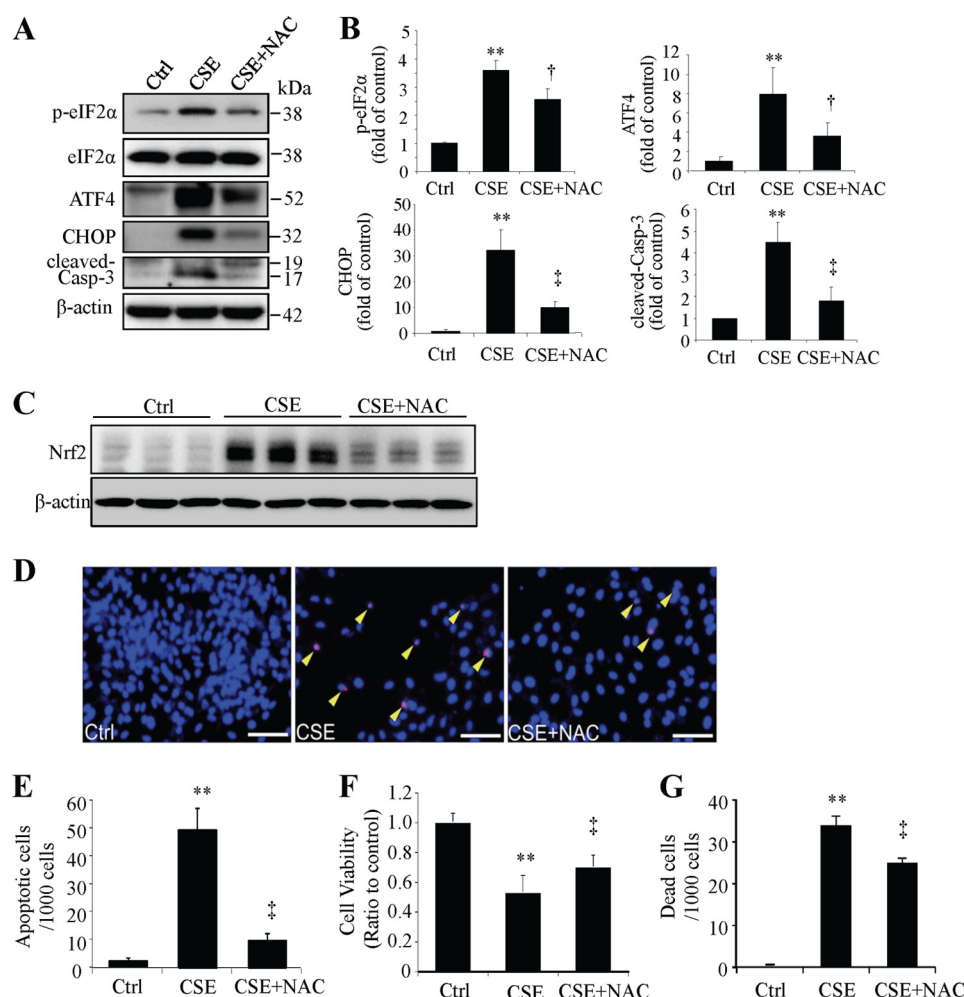 A
Ctrl
CSE
CSE+NAC
kDa
p-eIF2α
38
eIF2α
38
ATF4
52
CHOP
32
cleaved-
Casp-3
19
17
β-actin
42
B
p-eIF2α
(fold of control)
5
4
3
2
1
0
**
†
Ctrl CSE CSE+NAC
ATF4
(fold of control)
12
10
8
6
4
2
0
**
†
Ctrl CSE CSE+NAC
CHOP
(fold of control)
50
40
30
20
10
0
**
‡
Ctrl CSE CSE+NAC
cleaved-Casp-3
(fold of control)
6
5
4
3
2
1
0
**
‡
Ctrl CSE CSE+NAC
C
Ctrl CSE CSE+NAC
Nrf2
β-actin
D
Ctrl
CSE
CSE+NAC
E
Apoptotic cells
/1000 cells
60
50
40
30
20
10
0
**
‡
Ctrl CSE CSE+NAC
F
Cell Viability
(Ratio to control)
1.2
1.0
0.8
0.6
0.4
0.2
0
**
‡
Ctrl CSE CSE+NAC
G
Dead cells
/1000 cells
40
30
20
10
0
**
‡
Ctrl CSE CSE+NAC